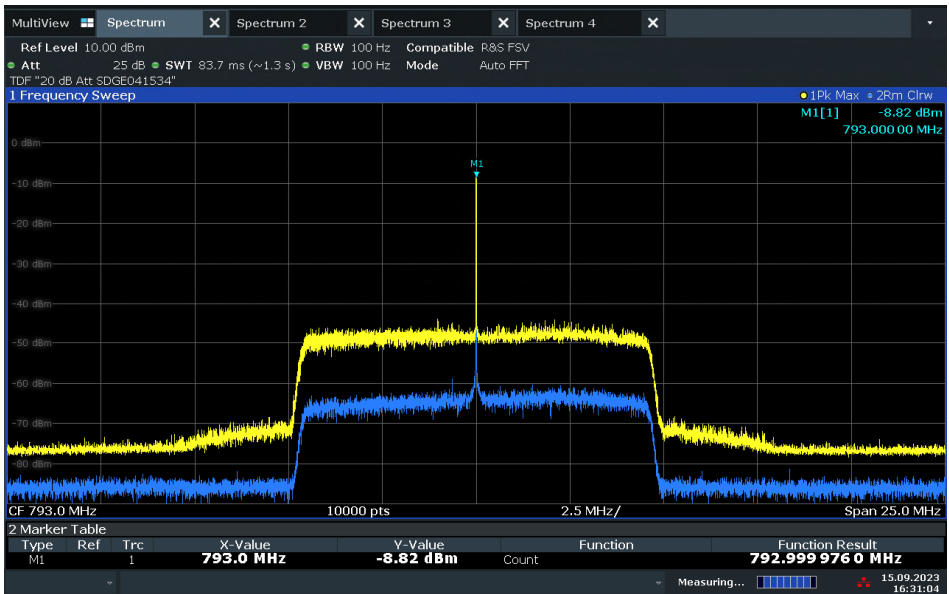 MultiView Spectrum X Spectrum 2 X Spectrum 3 X Spectrum 4 X
Ref Level 10.00 dBm RBW 100 Hz Compatible R&S FSV
Att 25 dB SWT 83.7 ms (~1.3 s) VBW 100 Hz Mode Auto FFT
TDF "20 dB Att SDGE041534"
1 Frequency Sweep 1Pk Max 2Rm Clrw
M1[1] -8.82 dBm
793.000 00 MHz
0 dBm
M1
-10 dBm
-20 dBm
-30 dBm
-40 dBm
-50 dBm
-60 dBm
-70 dBm
-80 dBm
CF 793.0 MHz 10000 pts 2.5 MHz/ Span 25.0 MHz
2 Marker Table
Type Ref Trc X-Value Y-Value Function Function Result
M1 1 793.0 MHz -8.82 dBm Count 792.999 976 0 MHz
Measuring... 15.09.2023
16:31:04